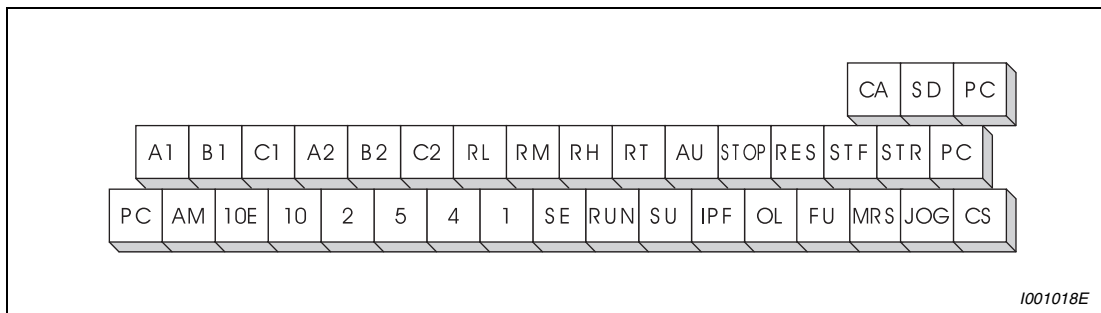 CA SD PC
A1 B1 C1 A2 B2 C2 RL RM RH RT AU STOP RES STF STR PC
PC AM 10E 10 2 5 4 1 SE RUN SU IPF OL FU MRS JOG CS
I001018E